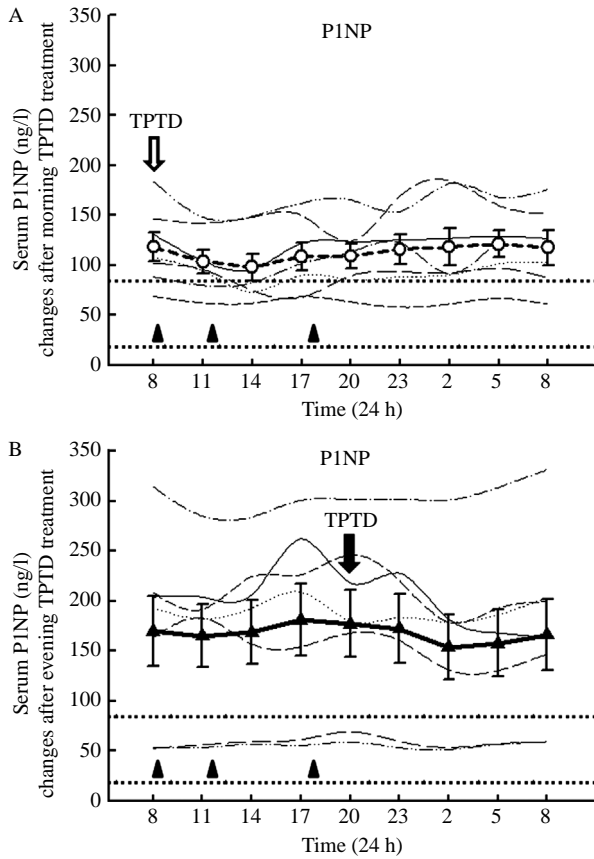 A
P1NP
Serum P1NP (ng/l)
changes after morning TPTD treatment
350
300
250
200
150
100
50
0
TPTD
8 11 14 17 20 23 2 5 8
Time (24 h)
B
P1NP
Serum P1NP (ng/l)
changes after evening TPTD treatment
350
300
250
200
150
100
50
0
TPTD
8 11 14 17 20 23 2 5 8
Time (24 h)